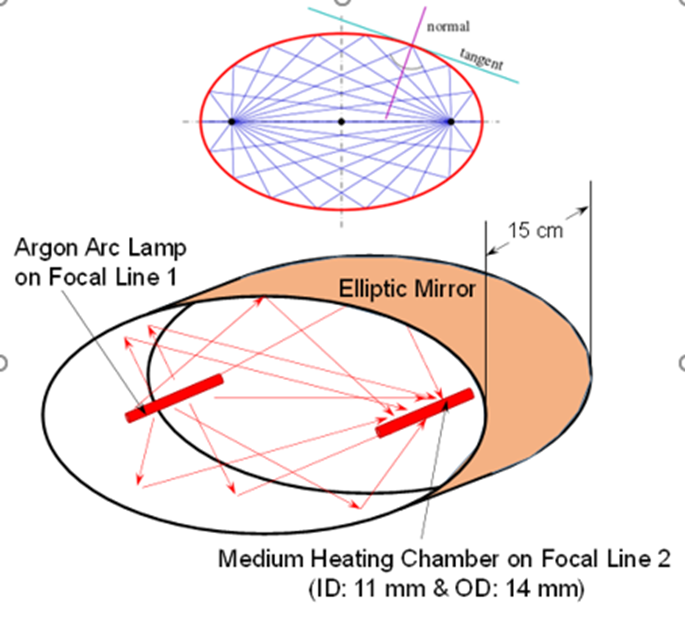 normal
tangent
15 cm
Argon Arc Lamp
on Focal Line 1
Elliptic Mirror
Medium Heating Chamber on Focal Line 2
(ID: 11 mm & OD: 14 mm)